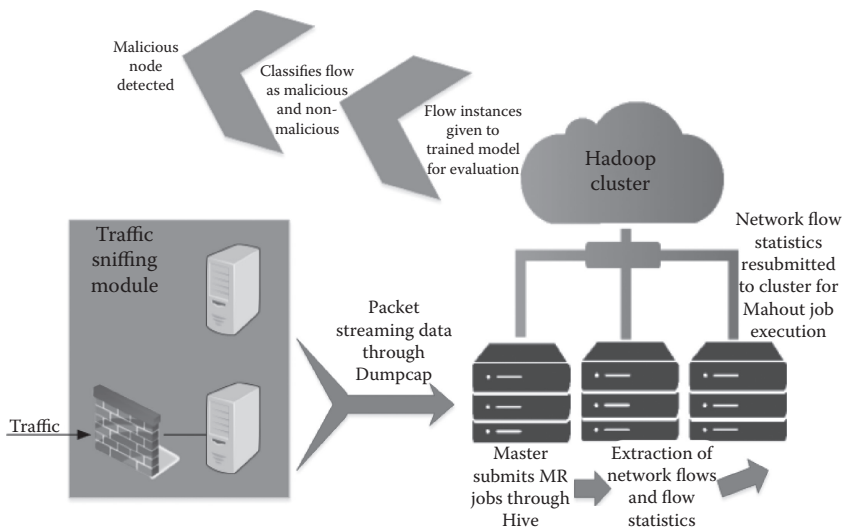 Malicious
node
detected
Classifies flow
as malicious
and non-
malicious
Flow instances
given to
trained model
for evaluation
Hadoop
cluster
Network flow
statistics
resubmitted
to cluster for
Mahout job
execution
Traffic
sniffing
module
Packet
streaming data
through
Dumpcap
Traffic
Master
submits MR
jobs through
Hive
Extraction of
network flows
and flow
statistics